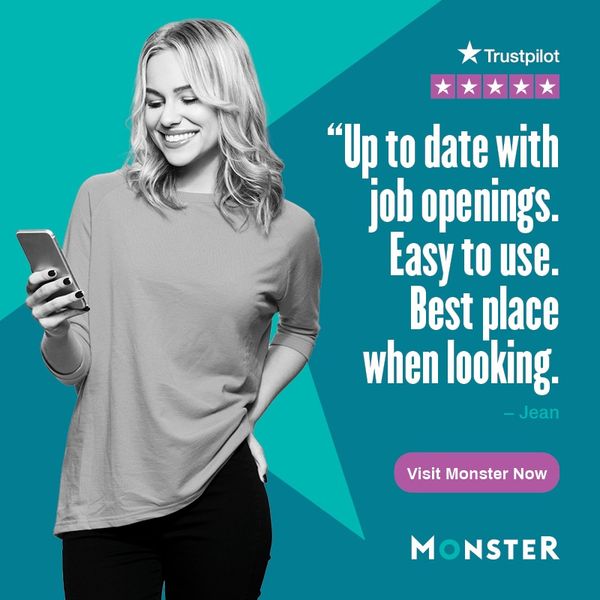 Trustpilot
“Up to date with
job openings.
Easy to use.
Best place
when looking.
– Jean
Visit Monster Now
MONSTER